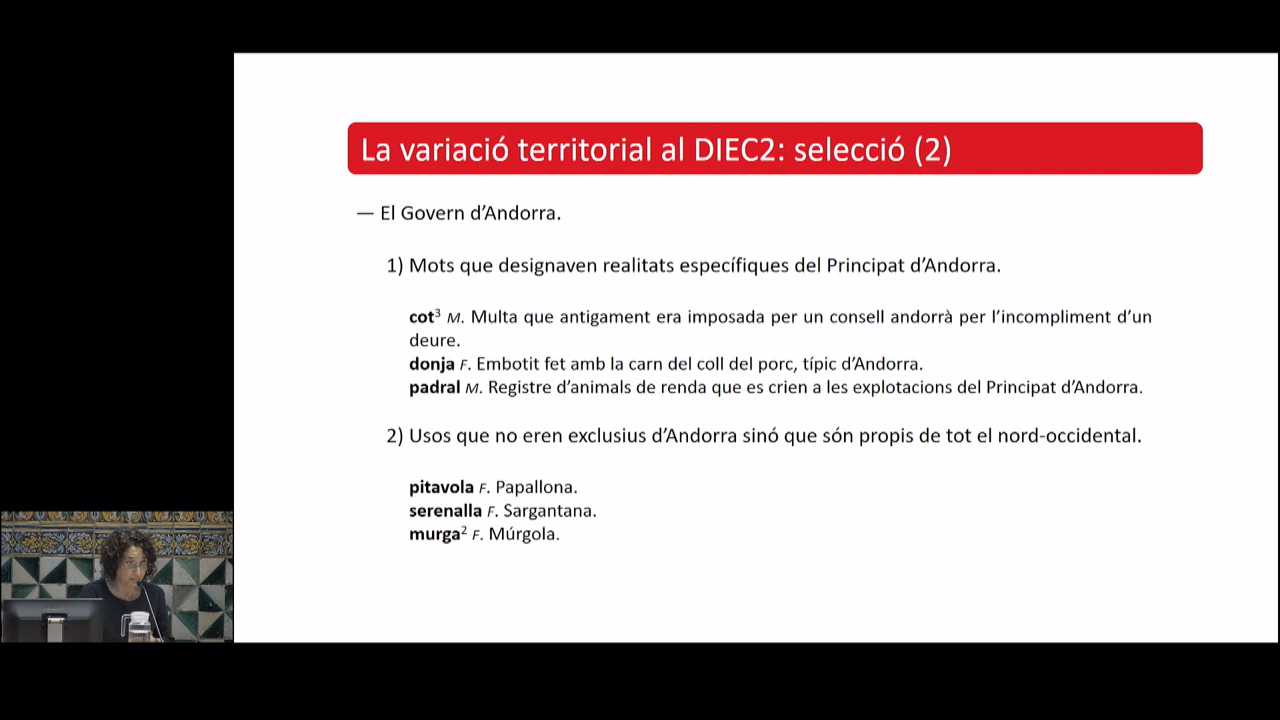 La variació territorial al DIEC2: selecció (2)
— El Govern d’Andorra.
1) Mots que designaven realitats específiques del Principat d’Andorra.
cot³ M. Multa que antigament era imposada per un consell andorrà per l’incompliment d’un
deure.
donja F. Embotit fet amb la carn del coll del porc, típic d’Andorra.
padral M. Registre d’animals de renda que es crien a les explotacions del Principat d’Andorra.
2) Usos que no eren exclusius d’Andorra sinó que són propis de tot el nord-occidental.
pitavola F. Papallona.
serenalla F. Sargantana.
murga² F. Múrgola.